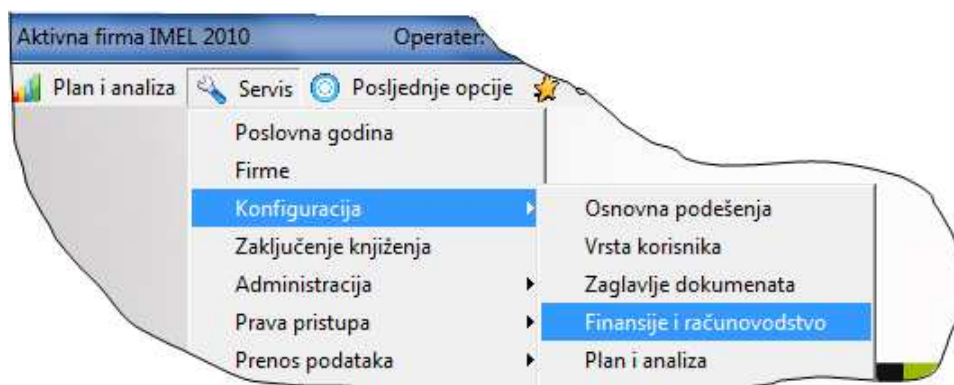 Aktivna firma IMEL 2010 Operater:
Plan i analiza Servis Posljednje opcije
Poslovna godina
Firme
Konfiguracija
Zaključenje knjiženja
Administracija
Prava pristupa
Prenos podataka
Osnovna podešenja
Vrsta korisnika
Zaglavlje dokumenata
Finansije i računovodstvo
Plan i analiza